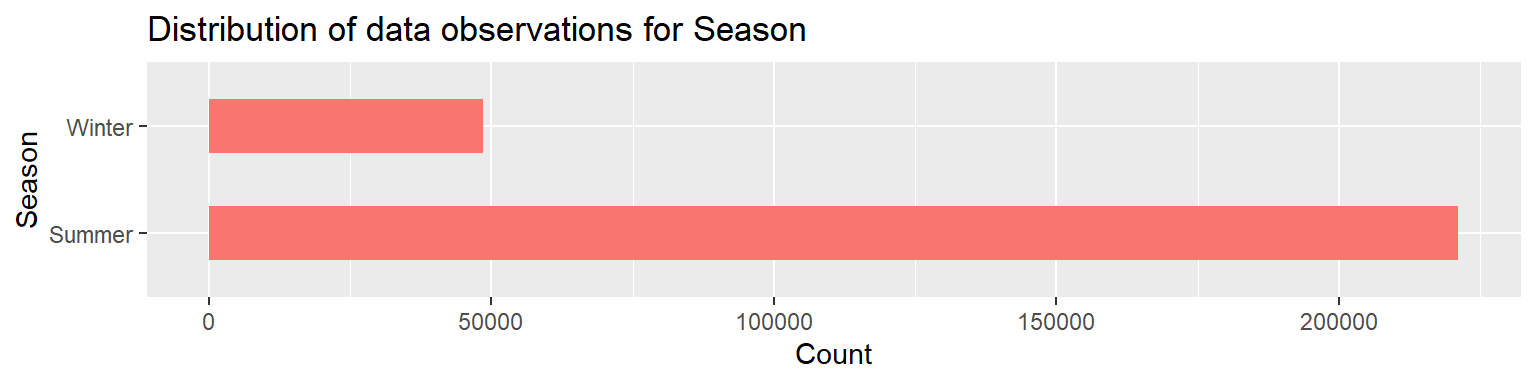 Distribution of data observations for Season
Season
Winter
Summer
0 50000 100000 150000 200000
Count